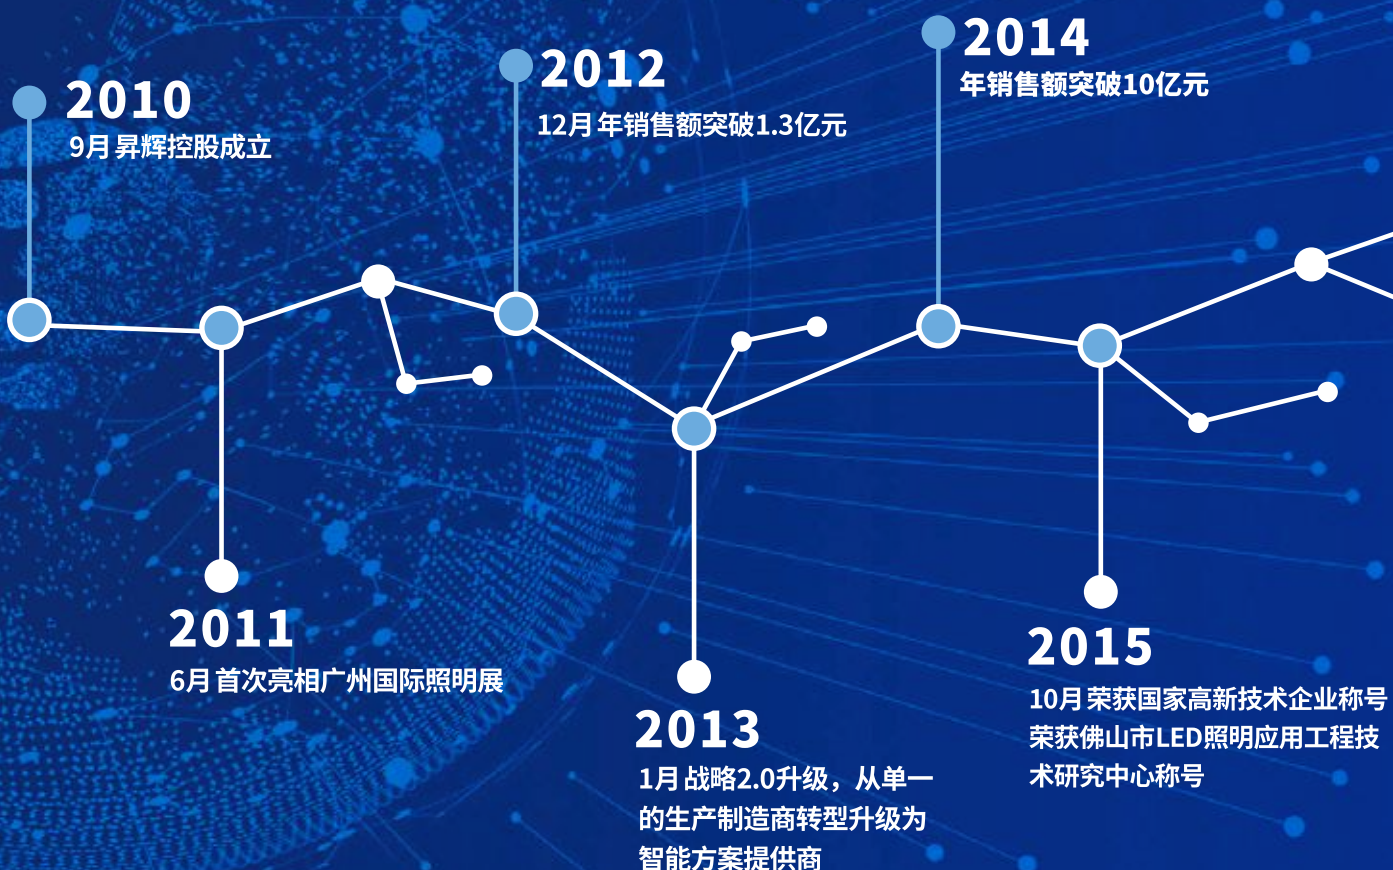 2010
9月昇辉控股成立
2011
6月首次亮相广州国际照明展
2012
12月年销售额突破1.3亿元
2013
1月战略2.0升级，从单一
的生产制造商转型升级为
智能方案提供商
2014
年销售额突破10亿元
2015
10月荣获国家高新技术企业称号
荣获佛山市LED照明应用工程技
术研究中心称号